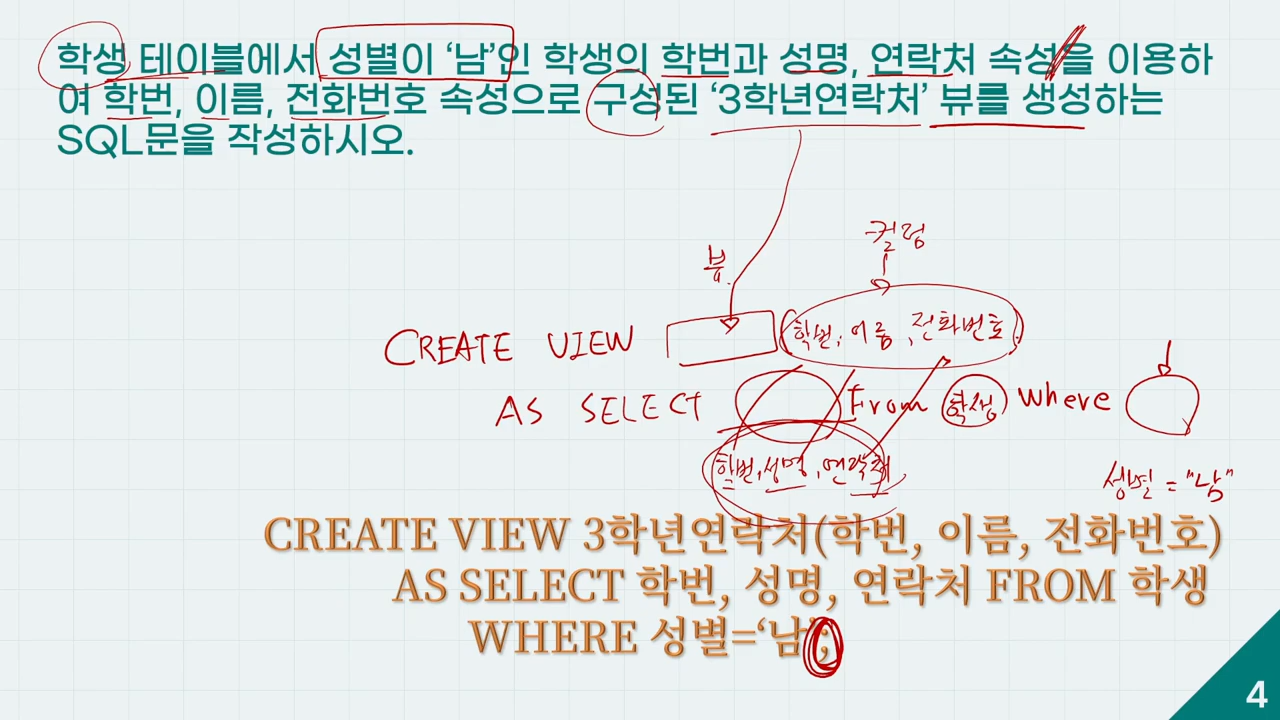 학생 테이블에서 성별이 ‘남’인 학생의 학번과 성명, 연락처 속성을 이용하
여 학번, 이름, 전화번호 속성으로 구성된 ‘3학년연락처’ 뷰를 생성하는
SQL문을 작성하시오.
컬럼
뷰
CREATE VIEW (학번, 이름, 전화번호)
AS SELECT From 학생 Where
학번, 성명, 연락처
성별 = "남"
CREATE VIEW 3학년연락처(학번, 이름, 전화번호)
AS SELECT 학번, 성명, 연락처 FROM 학생
WHERE 성별=‘남’;
4